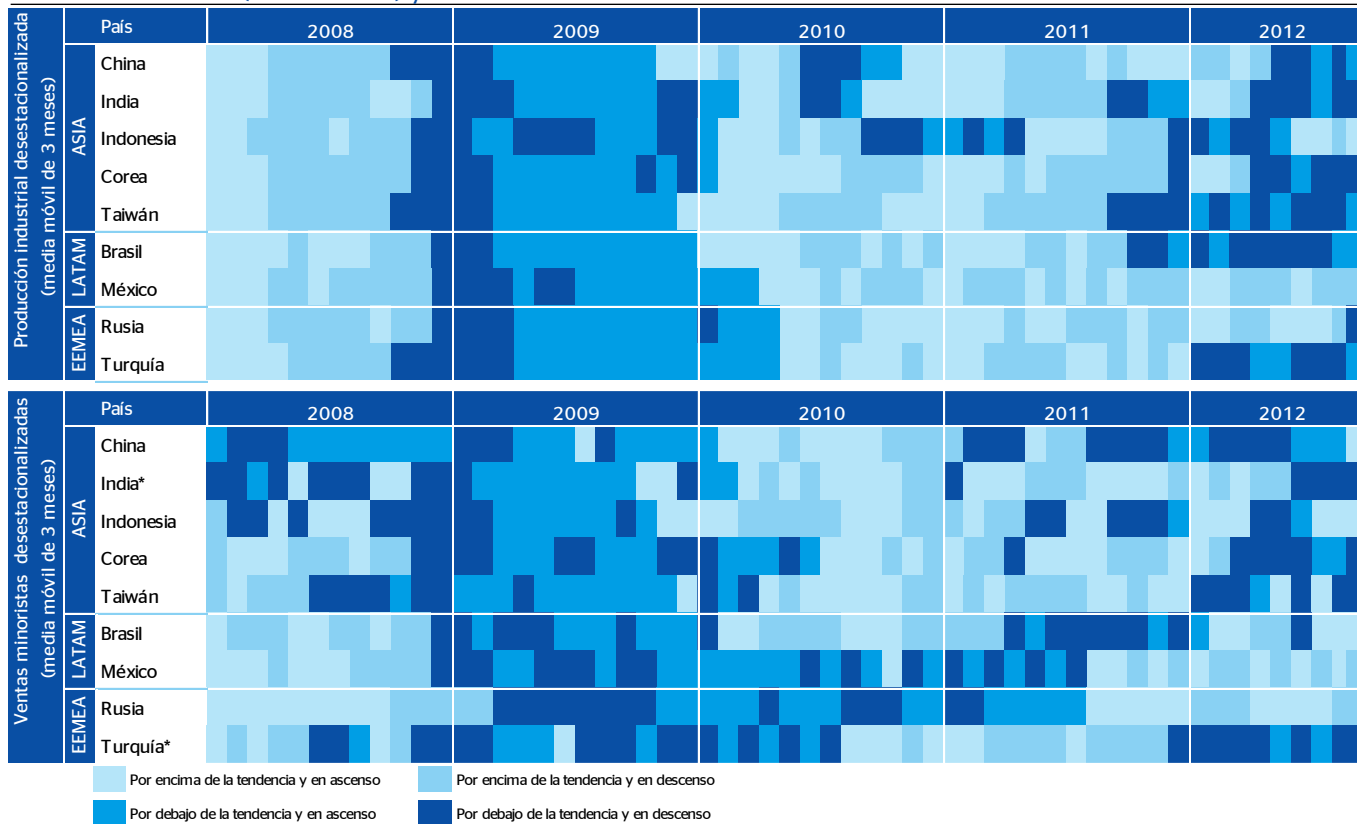 País 2008 2009 2010 2011 2012
Producción industrial desestacionalizada
(media móvil de 3 meses)
ASIA
China
India
Indonesia
Corea
Taiwán
LATAM
Brasil
México
EEMEA
Rusia
Turquía
País 2008 2009 2010 2011 2012
Ventas minoristas desestacionalizadas
(media móvil de 3 meses)
ASIA
China
India*
Indonesia
Corea
Taiwán
LATAM
Brasil
México
EEMEA
Rusia
Turquía*
Por encima de la tendencia y en ascenso
Por encima de la tendencia y en descenso
Por debajo de la tendencia y en ascenso
Por debajo de la tendencia y en descenso